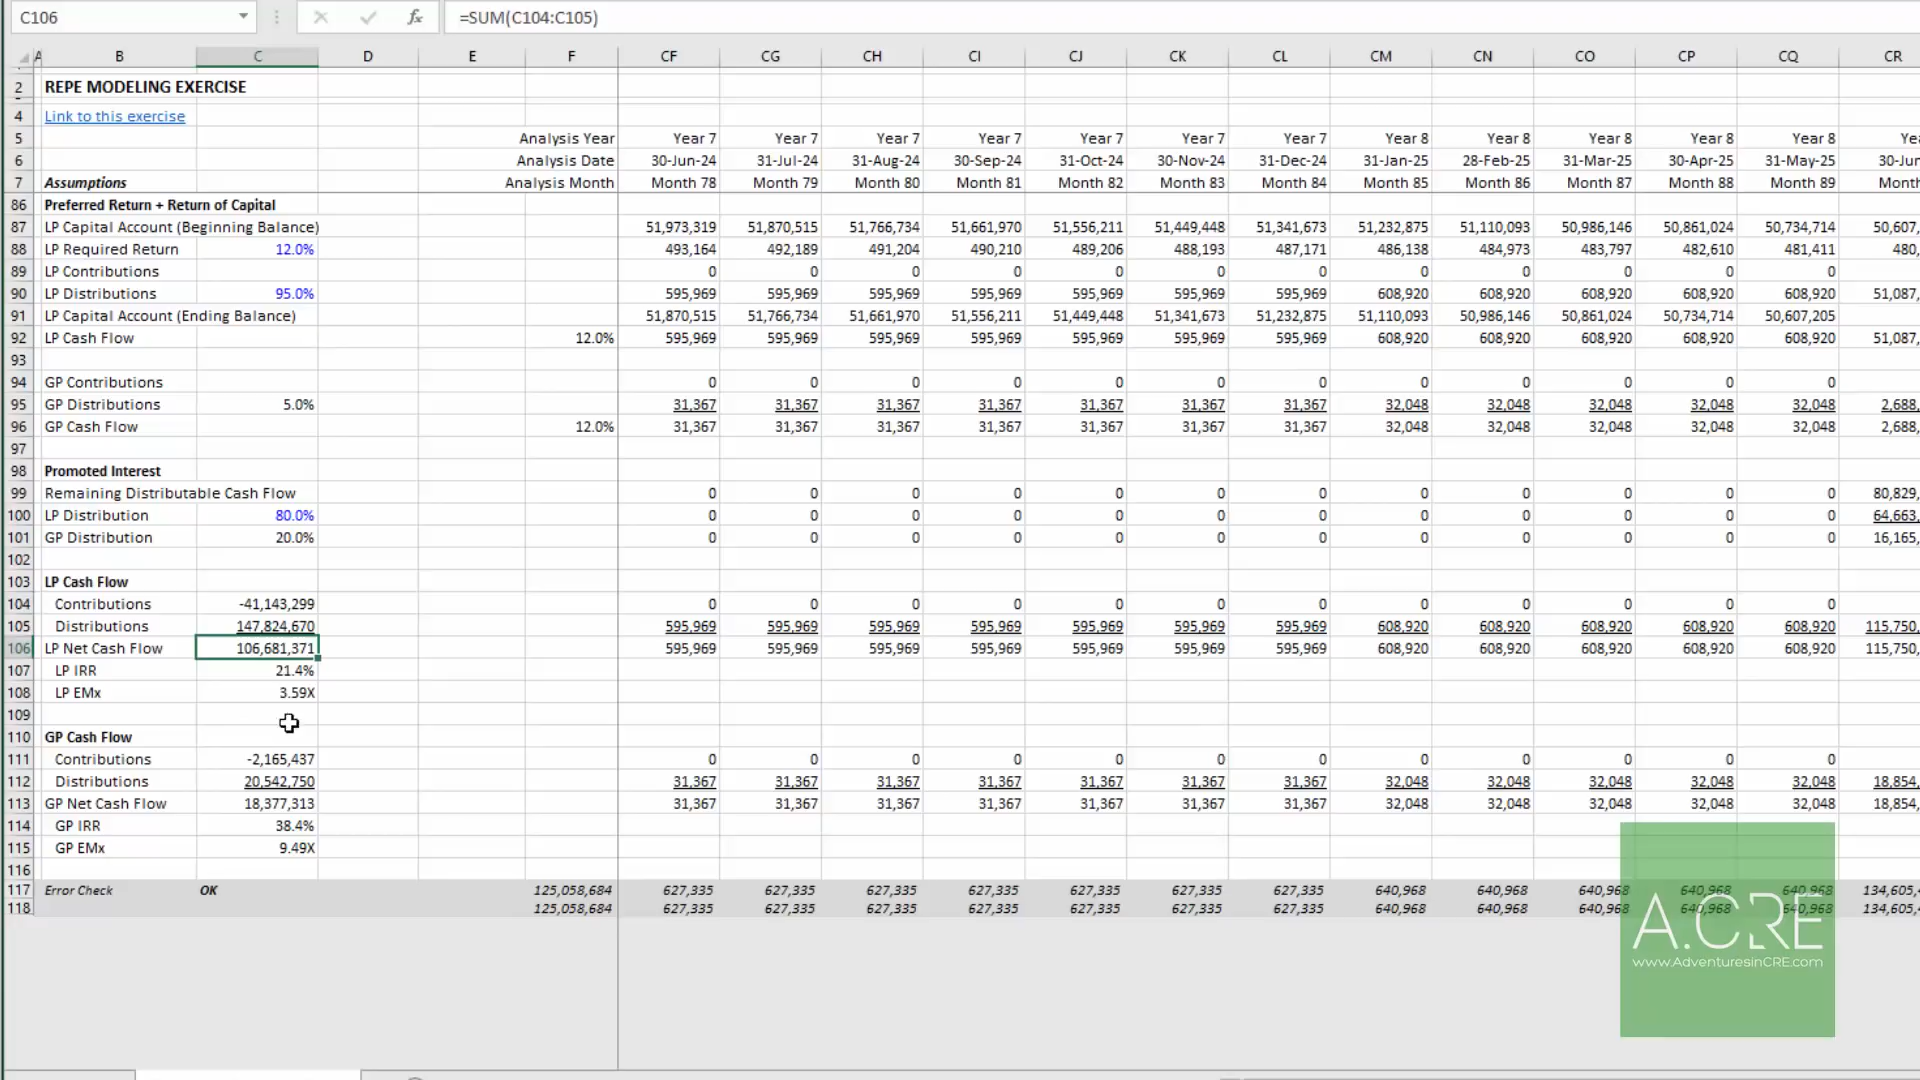 C106 fx =SUM(C104:C105)
A B C D E F CF CG CH CI CJ CK CL CM CN CO CP CQ CR
2 REPE MODELING EXERCISE
4 Link to this exercise
5 Analysis Year Year 7 Year 7 Year 7 Year 7 Year 7 Year 7 Year 7 Year 8 Year 8 Year 8 Year 8 Year 8
6 Analysis Date 30-Jun-24 31-Jul-24 31-Aug-24 30-Sep-24 31-Oct-24 30-Nov-24 31-Dec-24 31-Jan-25 28-Feb-25 31-Mar-25 30-Apr-25 31-May-25 30-Jun
7 Assumptions Analysis Month Month 78 Month 79 Month 80 Month 81 Month 82 Month 83 Month 84 Month 85 Month 86 Month 87 Month 88 Month 89 Month
86 Preferred Return + Return of Capital
87 LP Capital Account (Beginning Balance) 51,973,319 51,870,515 51,766,734 51,661,970 51,556,211 51,449,448 51,341,673 51,232,875 51,110,093 50,986,146 50,861,024 50,734,714 50,607,
88 LP Required Return 12.0% 493,164 492,189 491,204 490,210 489,206 488,193 487,171 486,138 484,973 483,797 482,610 481,411 480,
89 LP Contributions 0 0 0 0 0 0 0 0 0 0 0 0
90 LP Distributions 95.0% 595,969 595,969 595,969 595,969 595,969 595,969 595,969 608,920 608,920 608,920 608,920 608,920 51,087,
91 LP Capital Account (Ending Balance) 51,870,515 51,766,734 51,661,970 51,556,211 51,449,448 51,341,673 51,232,875 51,110,093 50,986,146 50,861,024 50,734,714 50,607,205
92 LP Cash Flow 12.0% 595,969 595,969 595,969 595,969 595,969 595,969 595,969 608,920 608,920 608,920 608,920 608,920 51,087,
93
94 GP Contributions 0 0 0 0 0 0 0 0 0 0 0 0
95 GP Distributions 5.0% 31,367 31,367 31,367 31,367 31,367 31,367 31,367 32,048 32,048 32,048 32,048 32,048 2,688,
96 GP Cash Flow 12.0% 31,367 31,367 31,367 31,367 31,367 31,367 31,367 32,048 32,048 32,048 32,048 32,048 2,688,
97
98 Promoted Interest
99 Remaining Distributable Cash Flow 0 0 0 0 0 0 0 0 0 0 0 0 80,829,
100 LP Distribution 80.0% 0 0 0 0 0 0 0 0 0 0 0 0 64,663,
101 GP Distribution 20.0% 0 0 0 0 0 0 0 0 0 0 0 0 16,165,
102
103 LP Cash Flow
104 Contributions -41,143,299 0 0 0 0 0 0 0 0 0 0 0 0
105 Distributions 147,824,670 595,969 595,969 595,969 595,969 595,969 595,969 595,969 608,920 608,920 608,920 608,920 608,920 115,750,
106 LP Net Cash Flow 106,681,371 595,969 595,969 595,969 595,969 595,969 595,969 595,969 608,920 608,920 608,920 608,920 608,920 115,750,
107 LP IRR 21.4%
108 LP EMx 3.59X
109
110 GP Cash Flow
111 Contributions -2,165,437 0 0 0 0 0 0 0 0 0 0 0 0
112 Distributions 20,542,750 31,367 31,367 31,367 31,367 31,367 31,367 31,367 32,048 32,048 32,048 32,048 32,048 18,854,
113 GP Net Cash Flow 18,377,313 31,367 31,367 31,367 31,367 31,367 31,367 31,367 32,048 32,048 32,048 32,048 32,048 18,854,
114 GP IRR 38.4%
115 GP EMx 9.49X
116
117 Error Check OK 125,058,684 627,335 627,335 627,335 627,335 627,335 627,335 627,335 640,968 640,968 640,968 640,968 640,968 134,605,
118 125,058,684 627,335 627,335 627,335 627,335 627,335 627,335 627,335 640,968 640,968 640,968 640,968 640,968 134,605,
A.CRE
www.AdventuresinCRE.com